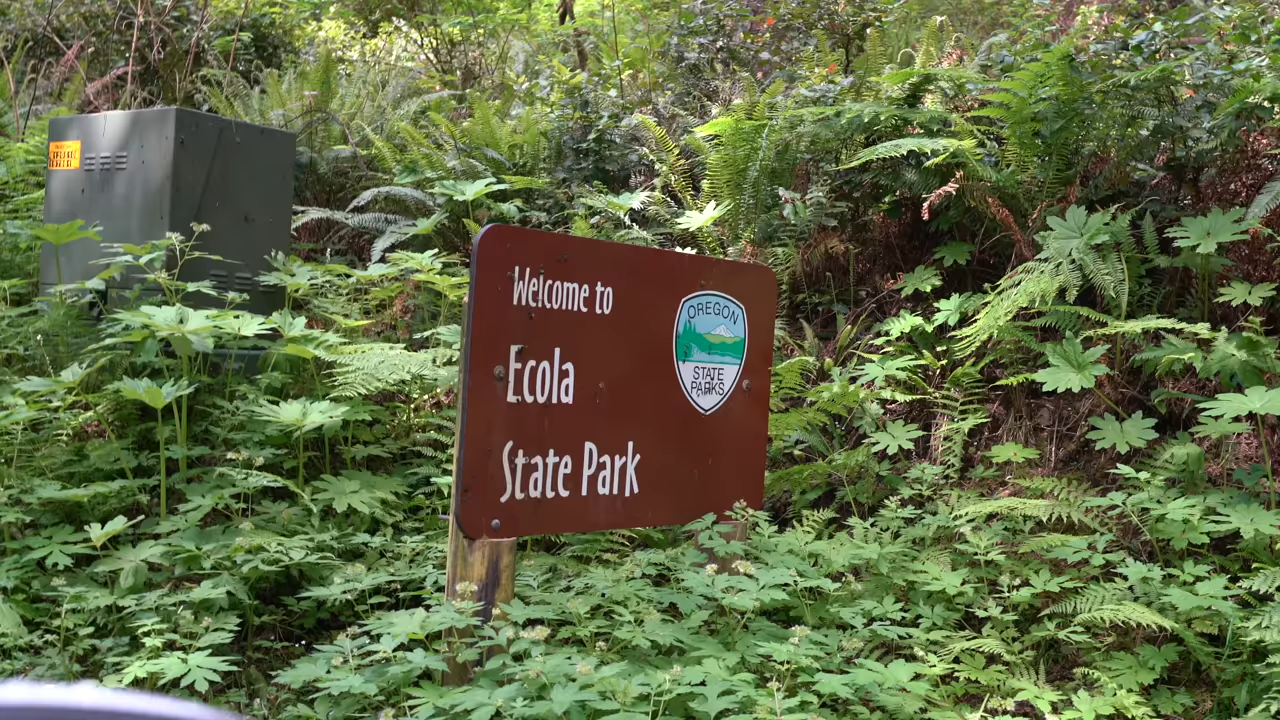 Welcome to
Ecola
State Park
OREGON
STATE
PARKS